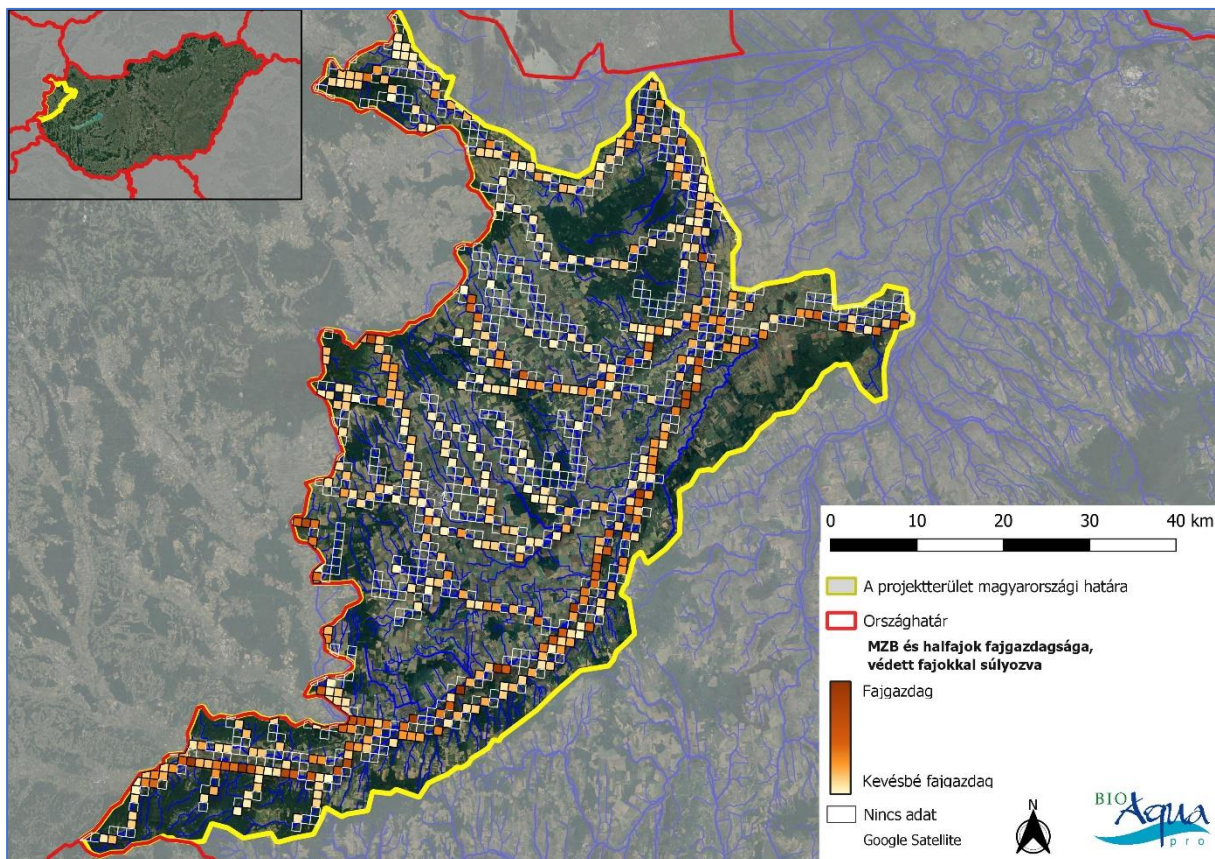 0 10 20 30 40 km
A projektterület magyarországi határa
Országhatár
MZB és halfajok fajgazdagsága,
védett fajokkal súlyozva
Fajgazdag
Kevésbé fajgazdag
Nincs adat
Google Satellite
N
BIO
Aqua
pro